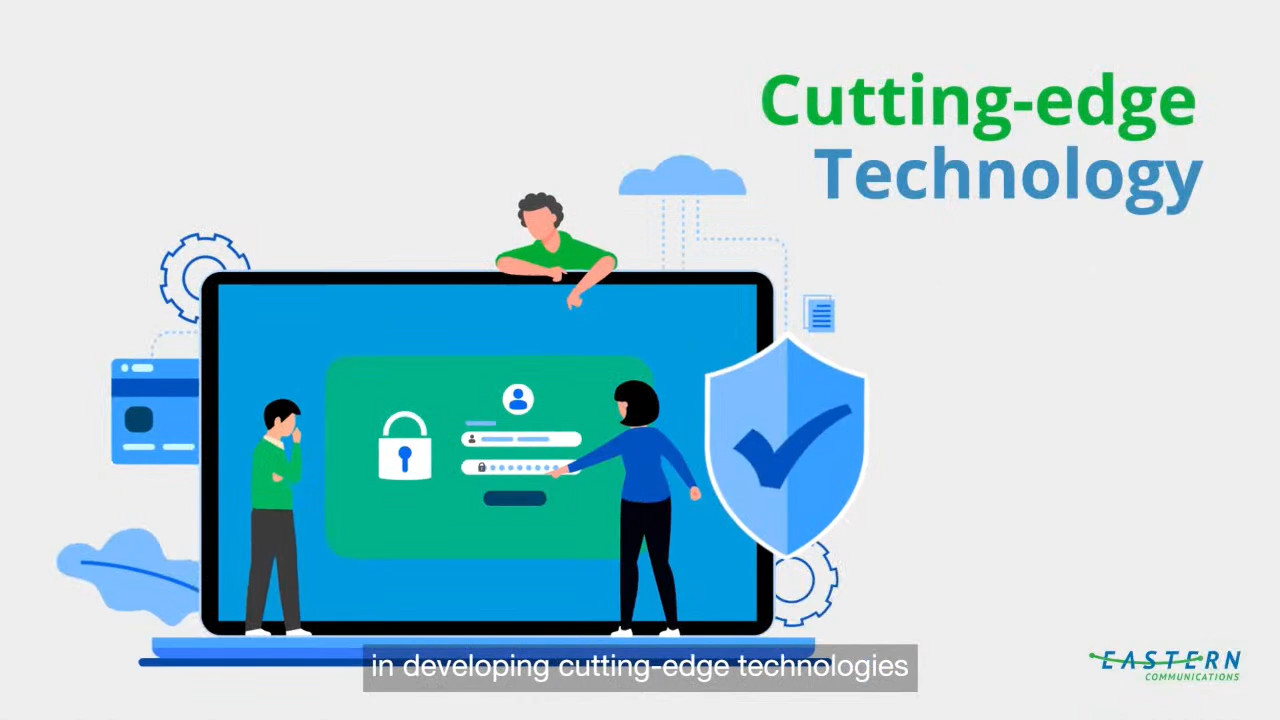 Cutting-edge
Technology
in developing cutting-edge technologies
EASTERN
COMMUNICATIONS